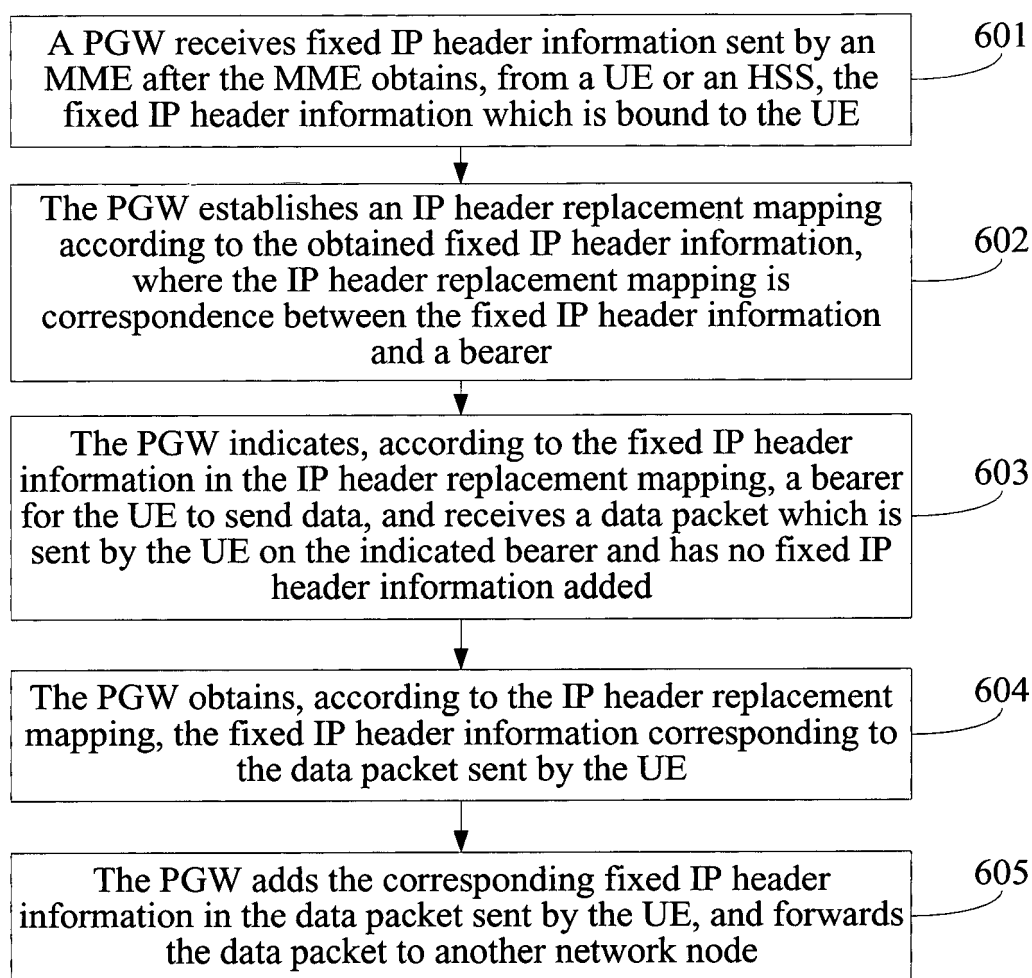 A PGW receives fixed IP header information sent by an
MME after the MME obtains, from a UE or an HSS, the
fixed IP header information which is bound to the UE
601
The PGW establishes an IP header replacement mapping
according to the obtained fixed IP header information,
where the IP header replacement mapping is
correspondence between the fixed IP header information
and a bearer
602
The PGW indicates, according to the fixed IP header
information in the IP header replacement mapping, a bearer
for the UE to send data, and receives a data packet which is
sent by the UE on the indicated bearer and has no fixed IP
header information added
603
The PGW obtains, according to the IP header replacement
mapping, the fixed IP header information corresponding to
the data packet sent by the UE
604
The PGW adds the corresponding fixed IP header
information in the data packet sent by the UE, and forwards
the data packet to another network node
605